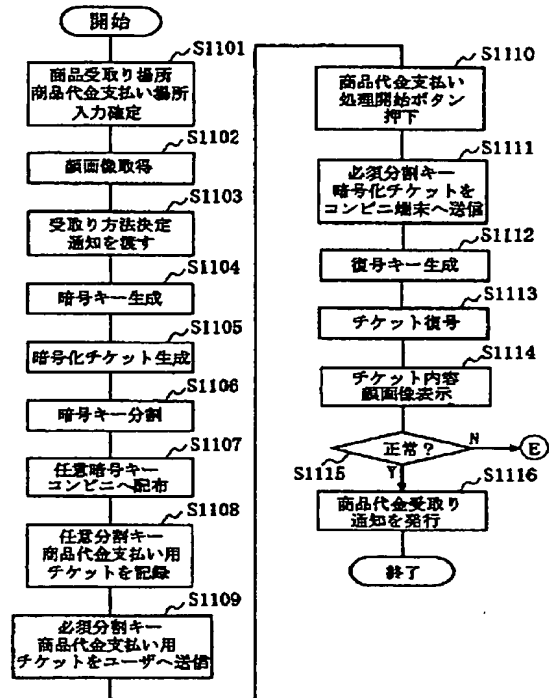 開始
S1101
商品受取り場所
商品代金支払い場所
入力確定
S1102
顔画像取得
S1103
受取り方法決定
通知を渡す
S1104
暗号キー生成
S1105
暗号化チケット生成
S1106
暗号キー分割
S1107
任意暗号キー
コンビニへ配布
S1108
任意分割キー
商品代金支払い用
チケットを記録
S1109
必須分割キー
商品代金支払い用
チケットをユーザへ送信
S1110
商品代金支払い
処理開始ボタン
押下
S1111
必須分割キー
暗号化チケットを
コンビニ端末へ送信
S1112
復号キー生成
S1113
チケット復号
S1114
チケット内容
顔画像表示
正常?
N
E
S1115
Y
S1116
商品代金受取り
通知を発行
終了